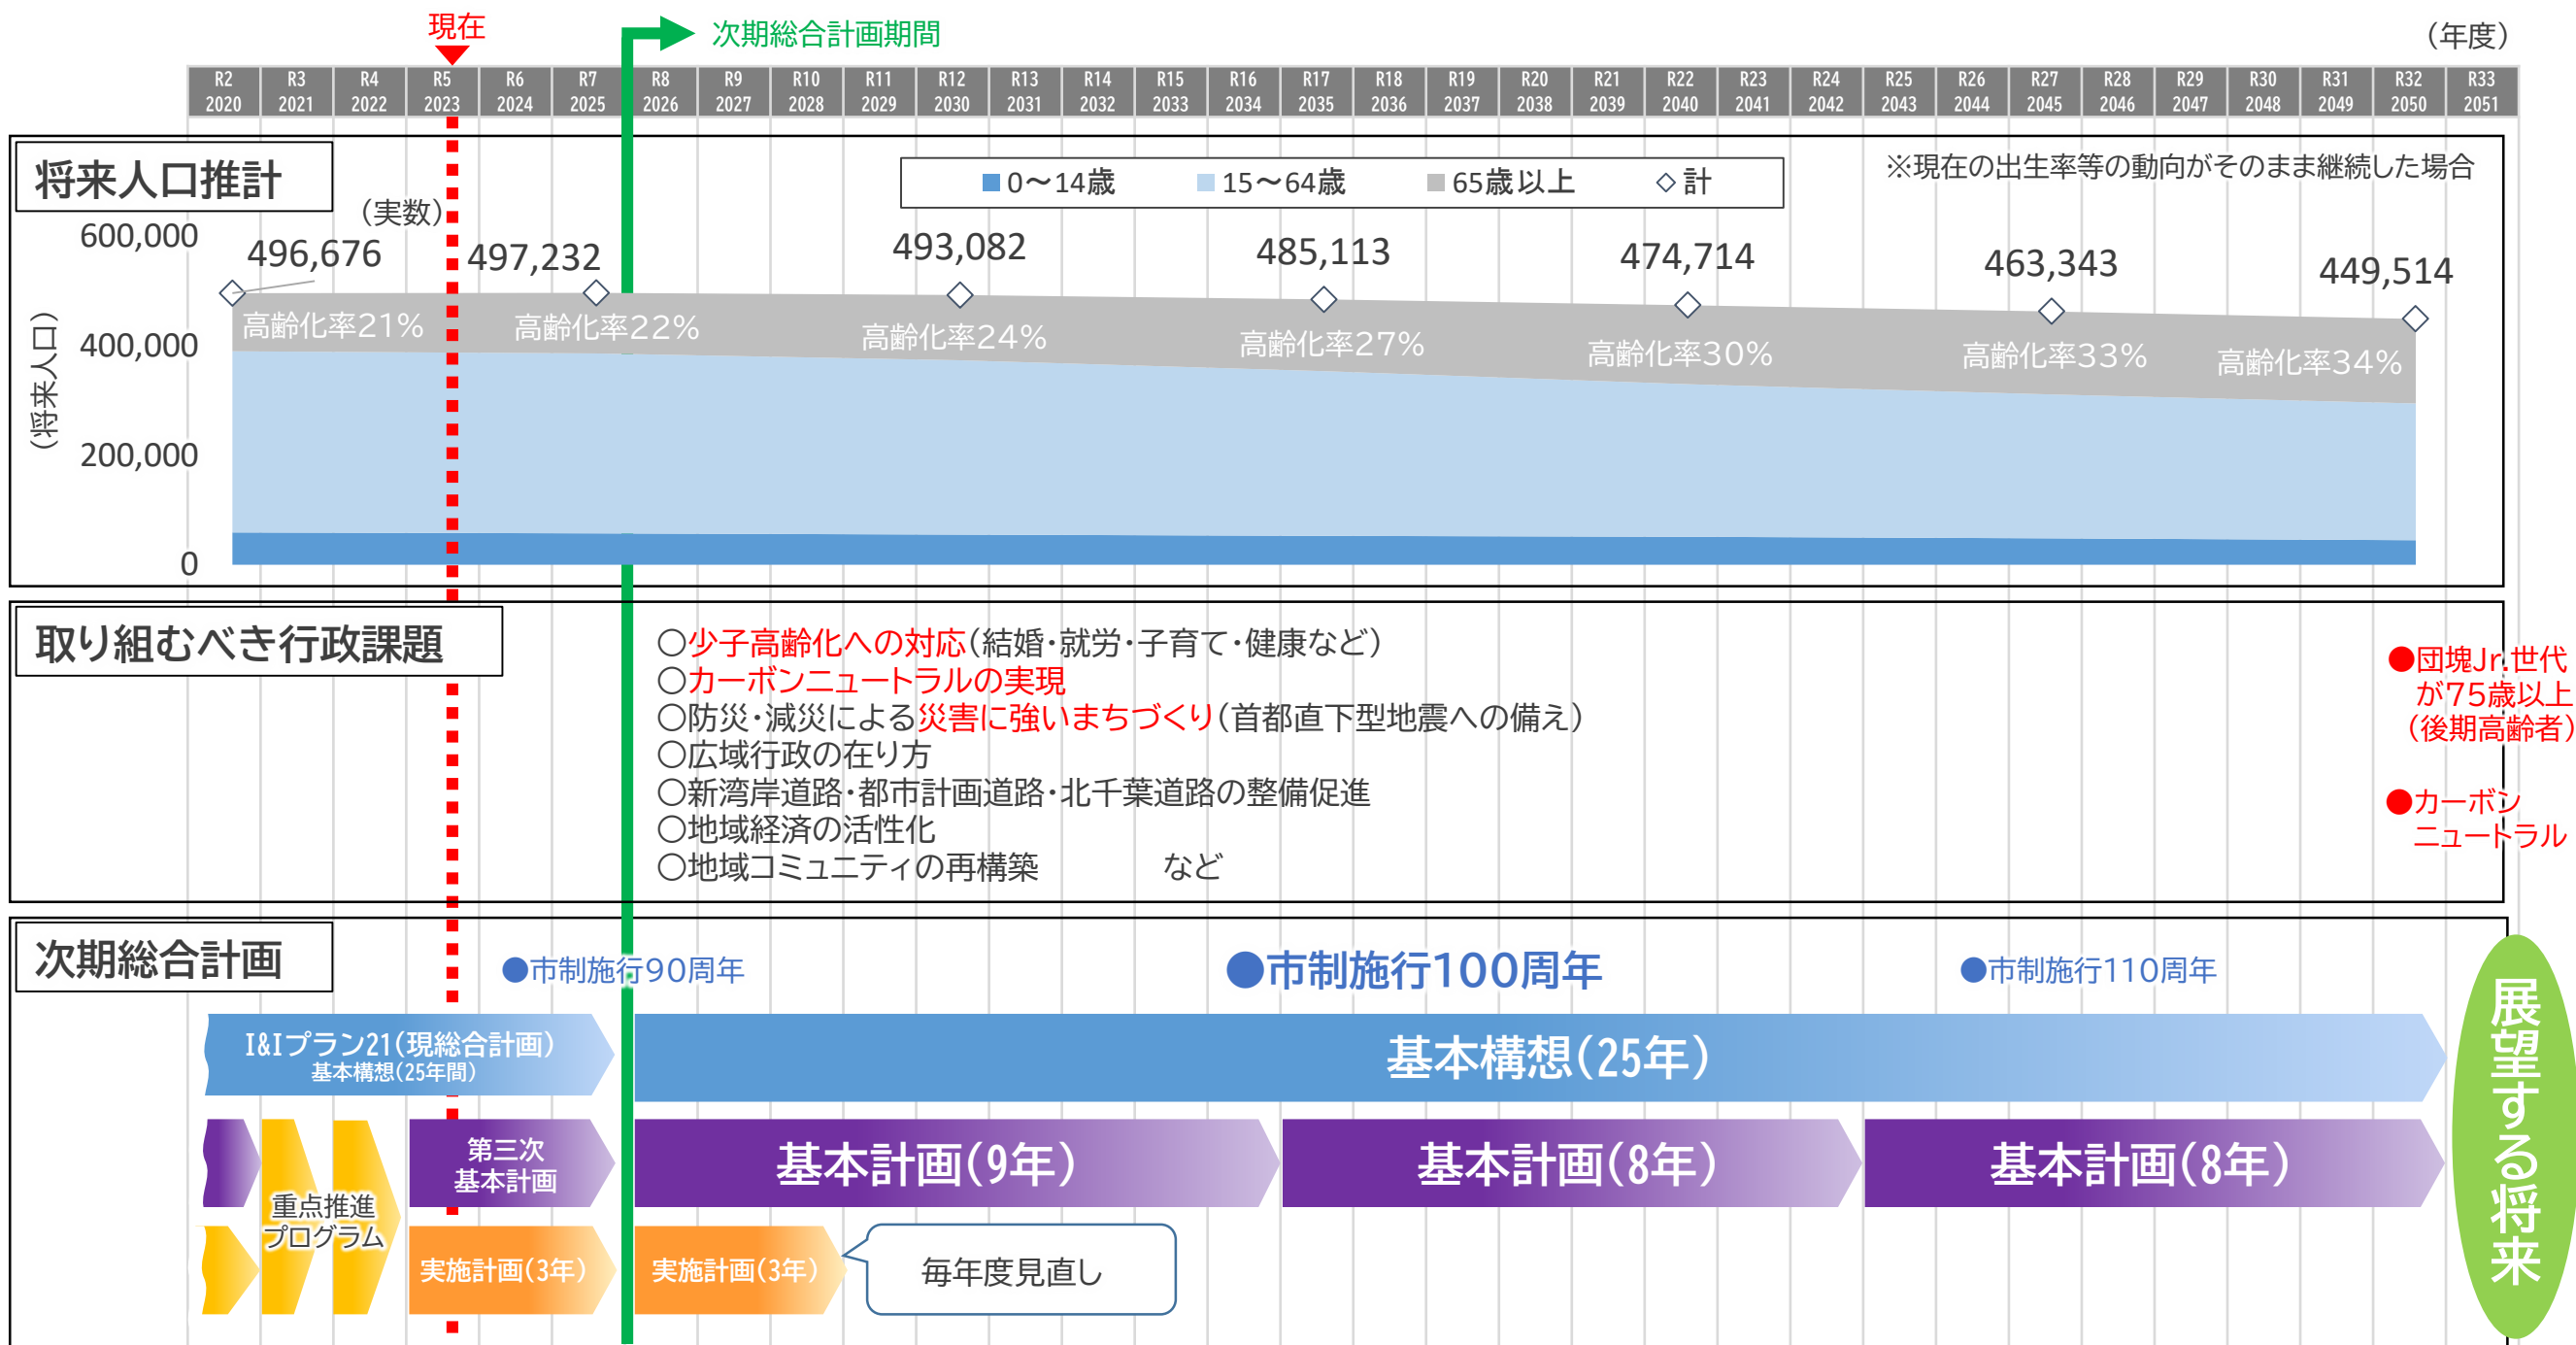 現在
次期総合計画期間
(年度)
R2 R3 R4 R5 R6 R7 R8 R9 R10 R11 R12 R13 R14 R15 R16 R17 R18 R19 R20 R21 R22 R23 R24 R25 R26 R27 R28 R29 R30 R31 R32 R33
2020 2021 2022 2023 2024 2025 2026 2027 2028 2029 2030 2031 2032 2033 2034 2035 2036 2037 2038 2039 2040 2041 2042 2043 2044 2045 2046 2047 2048 2049 2050 2051
将来人口推計
0～14歳 15～64歳 65歳以上 計
※現在の出生率等の動向がそのまま継続した場合
(実数)
(将来人口)
600,000
400,000
200,000
0
496,676 497,232 493,082 485,113 474,714 463,343 449,514
高齢化率21% 高齢化率22% 高齢化率24% 高齢化率27% 高齢化率30% 高齢化率33% 高齢化率34%
取り組むべき行政課題
○少子高齢化への対応(結婚・就労・子育て・健康など)
○カーボンニュートラルの実現
○防災・減災による災害に強いまちづくり(首都直下型地震への備え)
○広域行政の在り方
○新湾岸道路・都市計画道路・北千葉道路の整備促進
○地域経済の活性化
○地域コミュニティの再構築 など
●団塊Jr.世代
が75歳以上
(後期高齢者)
●カーボン
ニュートラル
次期総合計画
●市制施行90周年
●市制施行100周年
●市制施行110周年
I&Iプラン21(現総合計画)
基本構想(25年間)
基本構想(25年)
重点推進
プログラム
第三次
基本計画
基本計画(9年)
基本計画(8年)
基本計画(8年)
実施計画(3年)
実施計画(3年)
毎年度見直し
展望する将来